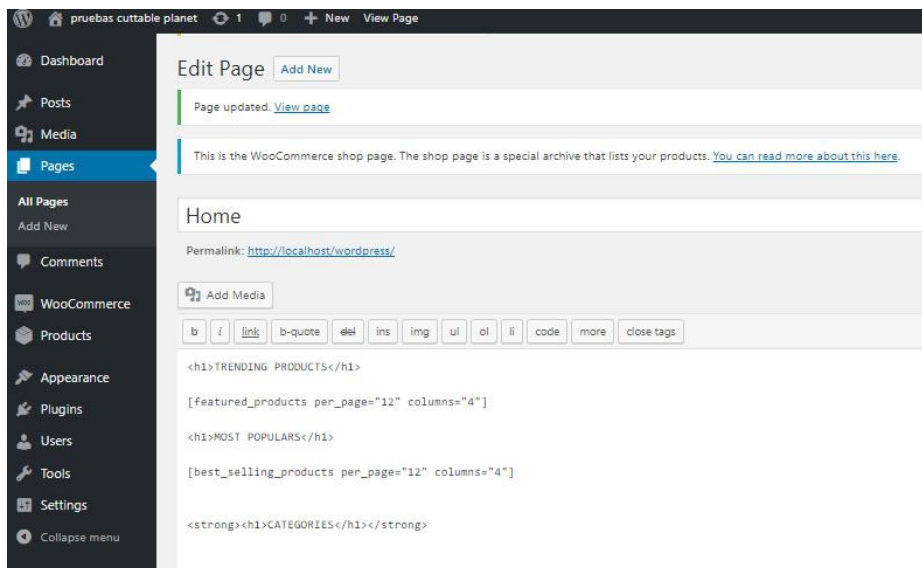 pruebas cuttable planet 1 0 + New View Page
Dashboard
Posts
Media
Pages
All Pages
Add New
Comments
WooCommerce
Products
Appearance
Plugins
Users
Tools
Settings
Collapse menu
Edit Page Add New
Page updated. View page
This is the WooCommerce shop page. The shop page is a special archive that lists your products. You can read more about this here.
Home
Permalink: http://localhost/wordpress/
Add Media
b i link b-quote del ins img ul ol li code more close tags
<h1>TRENDING PRODUCTS</h1>
[featured_products per_page="12" columns="4"]
<h1>MOST POPULARS</h1>
[best_selling_products per_page="12" columns="4"]
<strong><h1>CATEGORIES</h1></strong>